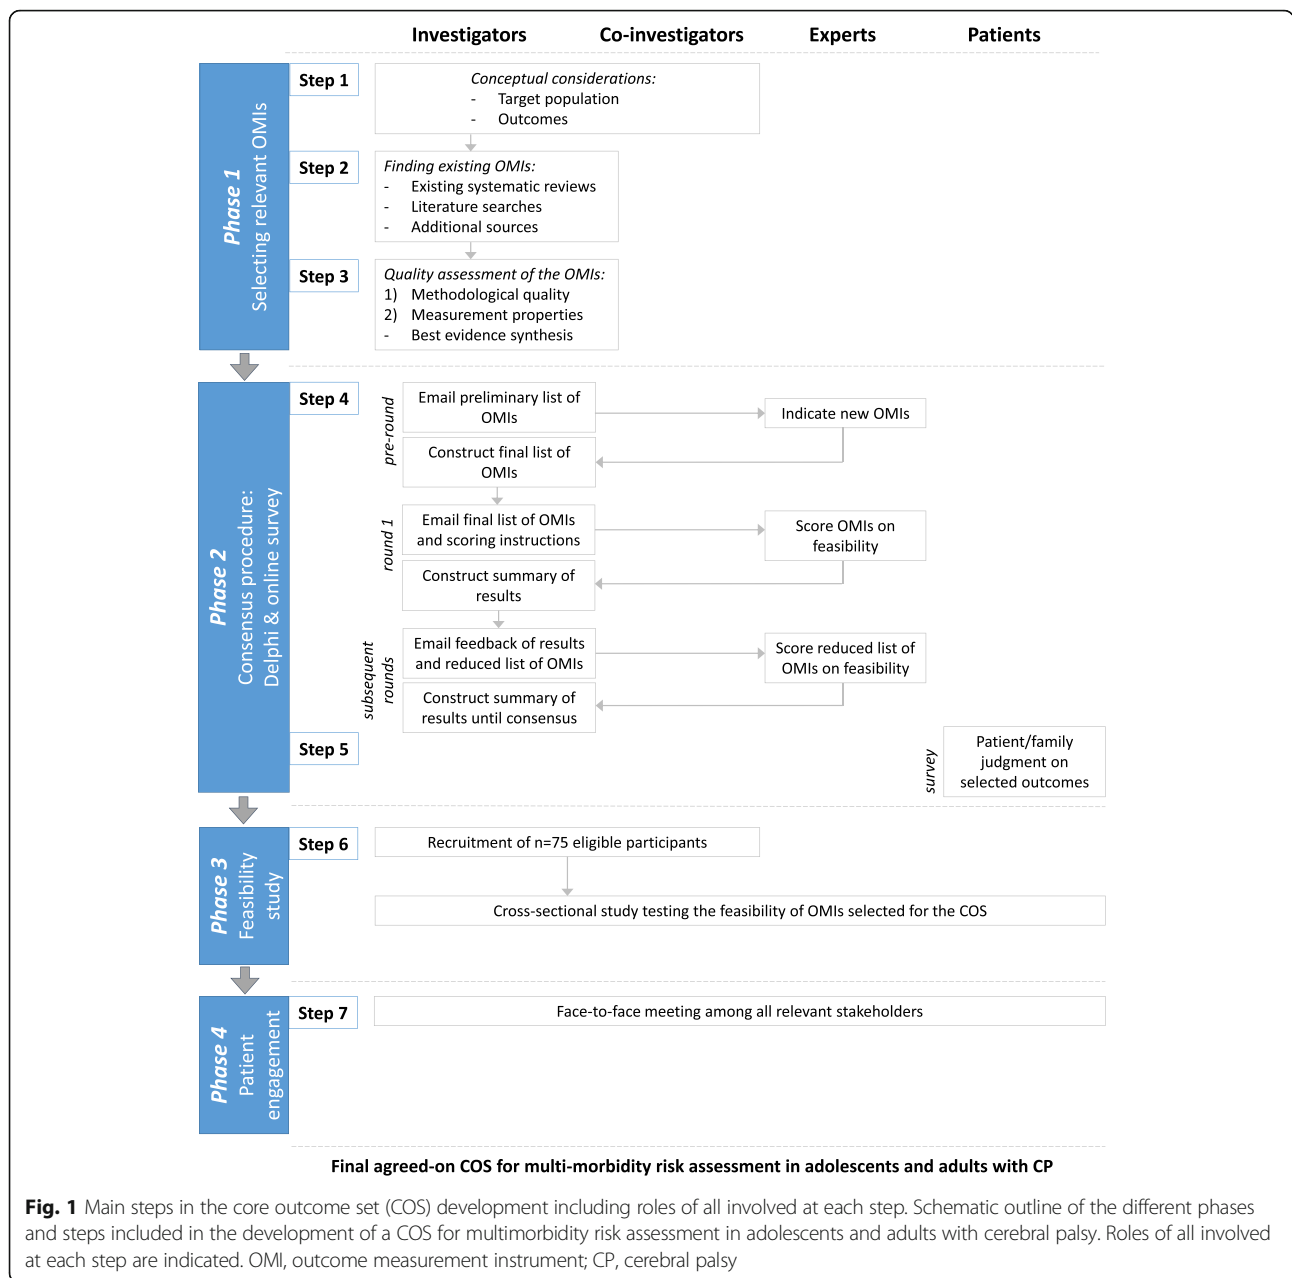 Investigators Co-investigators Experts Patients
Phase 1
Selecting relevant OMIs
Step 1
Conceptual considerations:
- Target population
- Outcomes
Step 2
Finding existing OMIs:
- Existing systematic reviews
- Literature searches
- Additional sources
Step 3
Quality assessment of the OMIs:
1) Methodological quality
2) Measurement properties
- Best evidence synthesis
Phase 2
Consensus procedure:
Delphi & online survey
Step 4
pre-round
Email preliminary list of
OMIs
Indicate new OMIs
Construct final list of
OMIs
round 1
Email final list of OMIs
and scoring instructions
Score OMIs on
feasibility
Construct summary of
results
subsequent
rounds
Email feedback of results
and reduced list of OMIs
Score reduced list of
OMIs on feasibility
Construct summary of
results until consensus
Step 5
survey
Patient/family
judgment on
selected outcomes
Phase 3
Feasibility
study
Step 6
Recruitment of n=75 eligible participants
Cross-sectional study testing the feasibility of OMIs selected for the COS
Phase 4
Patient
engagement
Step 7
Face-to-face meeting among all relevant stakeholders
Final agreed-on COS for multi-morbidity risk assessment in adolescents and adults with CP
Fig. 1 Main steps in the core outcome set (COS) development including roles of all involved at each step. Schematic outline of the different phases
and steps included in the development of a COS for multimorbidity risk assessment in adolescents and adults with cerebral palsy. Roles of all involved
at each step are indicated. OMI, outcome measurement instrument; CP, cerebral palsy